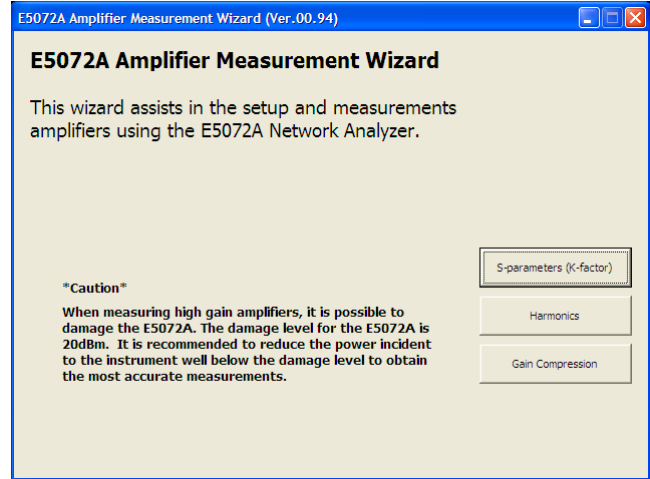 E5072A Amplifier Measurement Wizard (Ver.00.94)
E5072A Amplifier Measurement Wizard
This wizard assists in the setup and measurements
amplifiers using the E5072A Network Analyzer.
S-parameters (K-factor)
*Caution*
When measuring high gain amplifiers, it is possible to
damage the E5072A. The damage level for the E5072A is
20dBm.  It is recommended to reduce the power incident
to the instrument well below the damage level to obtain
the most accurate measurements.
Harmonics
Gain Compression